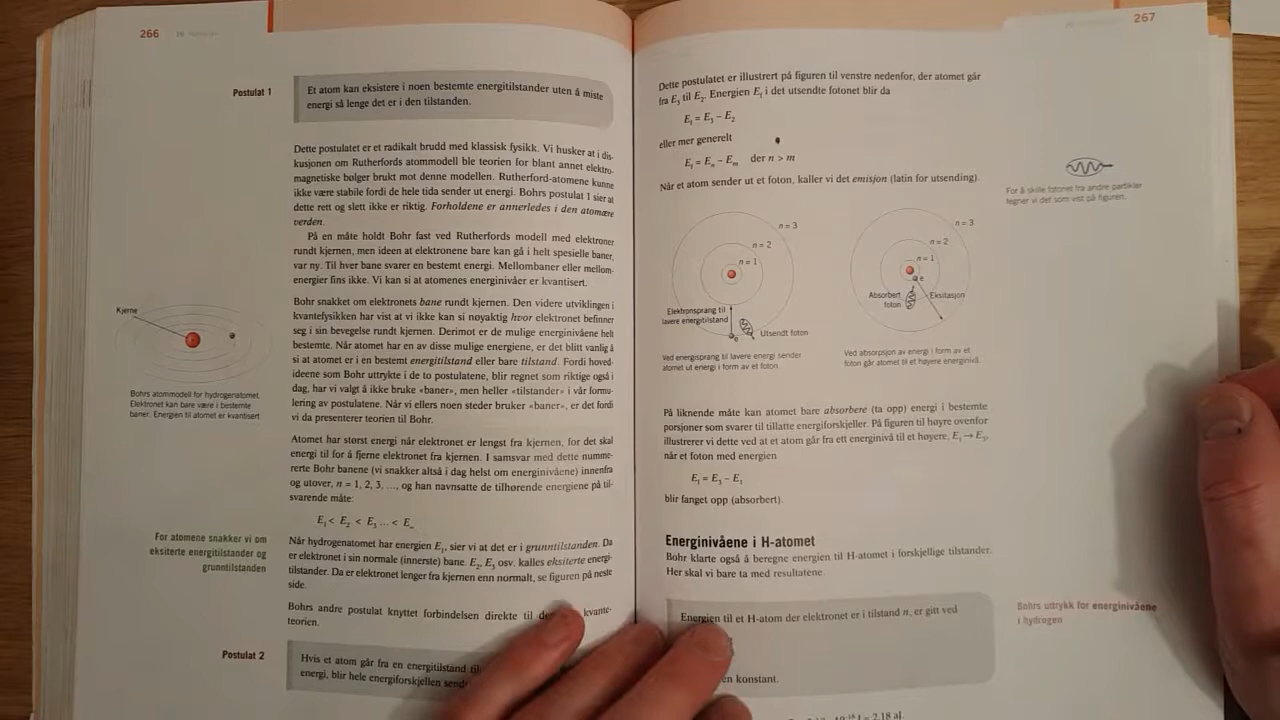 266
Postulat 1
Et atom kan eksistere i noen bestemte energitilstander uten å miste
energi så lenge det er i den tilstanden.
Dette postulatet er et radikalt brudd med klassisk fysikk. Vi husker at i dis-
kusjonen om Rutherfords atommodell ble teorien for blant annet elektro-
magnetiske bølger brukt mot denne modellen. Rutherford-atomene kunne
ikke være stabile fordi de hele tida sender ut energi. Bohrs postulat 1 sier at
dette rett og slett ikke er riktig. Forholdene er annerledes i den atomære
verden.
På en måte holdt Bohr fast ved Rutherfords modell med elektroner
rundt kjernen, men ideen at elektronene bare kan gå i helt spesielle baner,
var ny. Til hver bane svarer en bestemt energi. Mellombaner eller mellom-
energier fins ikke. Vi kan si at atomenes energinivåer er kvantisert.
Kjerne
Bohrs atommodell for hydrogenatomet.
Elektronet kan bare være i bestemte
baner. Energien til atomet er kvantisert.
Bohr snakket om elektronets bane rundt kjernen. Den videre utviklingen i
kvantefysikken har vist at vi ikke kan si nøyaktig hvor elektronet befinner
seg i sin bevegelse rundt kjernen. Derimot er de mulige energinivåene helt
bestemte. Når atomet har en av disse mulige energiene, er det blitt vanlig å
si at atomet er i en bestemt energitilstand eller bare tilstand. Fordi hoved-
ideene som Bohr uttrykte i de to postulatene, blir regnet som riktige også i
dag, har vi valgt å ikke bruke «baner», men heller «tilstander» i vår formu-
lering av postulatene. Når vi ellers noen steder bruker «baner», er det fordi
vi da presenterer teorien til Bohr.
Atomet har størst energi når elektronet er lengst fra kjernen, for det skal
energi til for å fjerne elektronet fra kjernen. I samsvar med dette numme-
rerte Bohr banene (vi snakker altså i dag helst om energinivåene) innenfra
og utover, n = 1, 2, 3, ..., og han navnsatte de tilhørende energiene på til-
svarende måte:
E₁ < E₂ < E₃ ... < E∞
For atomene snakker vi om
eksiterte energitilstander og
grunntilstanden
Når hydrogenatomet har energien E₁, sier vi at det er i grunntilstanden. Da
er elektronet i sin normale (innerste) bane. E₂, E₃ osv. kalles eksiterte energi-
tilstander. Da er elektronet lenger fra kjernen enn normalt, se figuren på neste
side.
Bohrs andre postulat knyttet forbindelsen direkte til kvante-
teorien.
Postulat 2
Hvis et atom går fra en energitilstand
energi, blir hele energiforskjellen
267
Dette postulatet er illustrert på figuren til venstre nedenfor, der atomet går
fra E₃ til E₂. Energien Ef i det utsendte fotonet blir da
Ef = E₃ − E₂
eller mer generelt
Ef = En − Em der n > m
Når et atom sender ut et foton, kaller vi det emisjon (latin for utsending).
For å skille fotonet fra andre partikler
tegner vi det som vist på figuren.
n = 3
n = 2
n = 1
Elektronsprang til
lavere energitilstand
e
Utsendt foton
Ved energisprang til lavere energi sender
atomet ut energi i form av et foton.
n = 3
n = 2
n = 1
e
Absorbert
foton
Eksitasjon
Ved absorpsjon av energi i form av et
foton går atomet til et høyere energinivå.
På liknende måte kan atomet bare absorbere (ta opp) energi i bestemte
porsjoner som svarer til tillatte energiforskjeller. På figuren til høyre ovenfor
illustrerer vi dette ved at et atom går fra ett energinivå til et høyere, E₁ → E₃,
når et foton med energien
Ef = E₃ − E₁
blir fanget opp (absorbert).
Energinivåene i H-atomet
Bohr klarte også å beregne energien til H-atomet i forskjellige tilstander.
Her skal vi bare ta med resultatene.
Energien til et H-atom der elektronet er i tilstand n, er gitt ved
en konstant.
Bohrs uttrykk for energinivåene
i hydrogen
= 2,18 aJ.